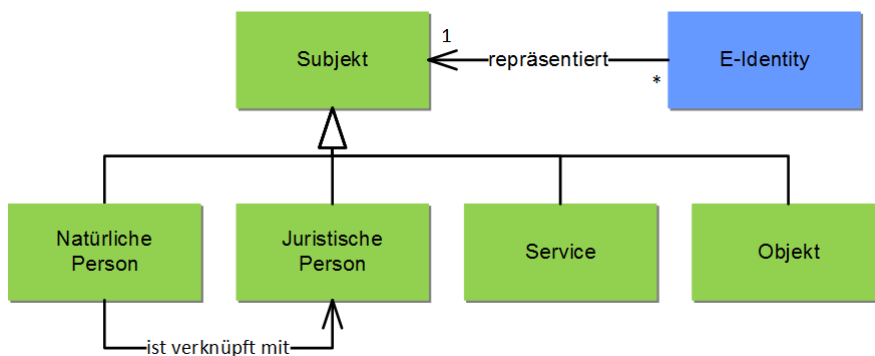 Subjekt
1
repräsentiert
*
E-Identity
Natürliche
Person
Juristische
Person
Service
Objekt
ist verknüpft mit